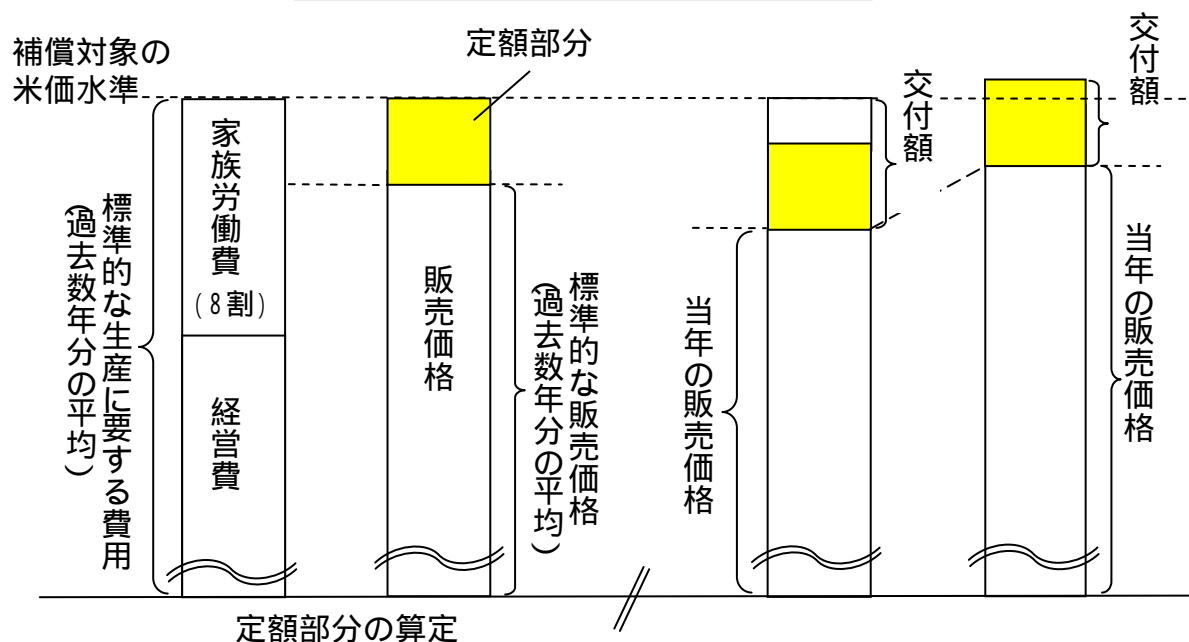 補償対象の
米価水準
定額部分
交付額
交付額
家族労働費
(8割)
経営費
標準的な生産に要する費用
(過去数年分の平均)
販売価格
標準的な販売価格
(過去数年分の平均)
当年の販売価格
当年の販売価格
定額部分の算定